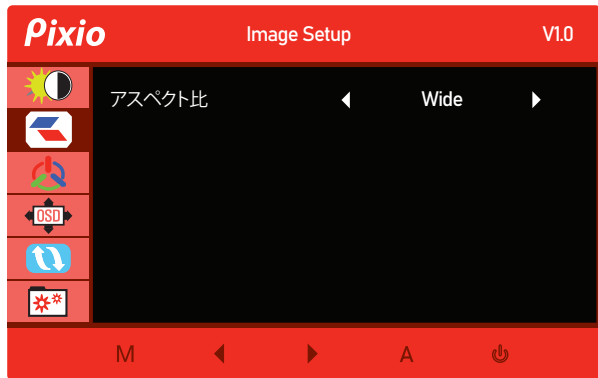 Pixio Image Setup V1.0
アスペクト比 Wide
OSD
M A